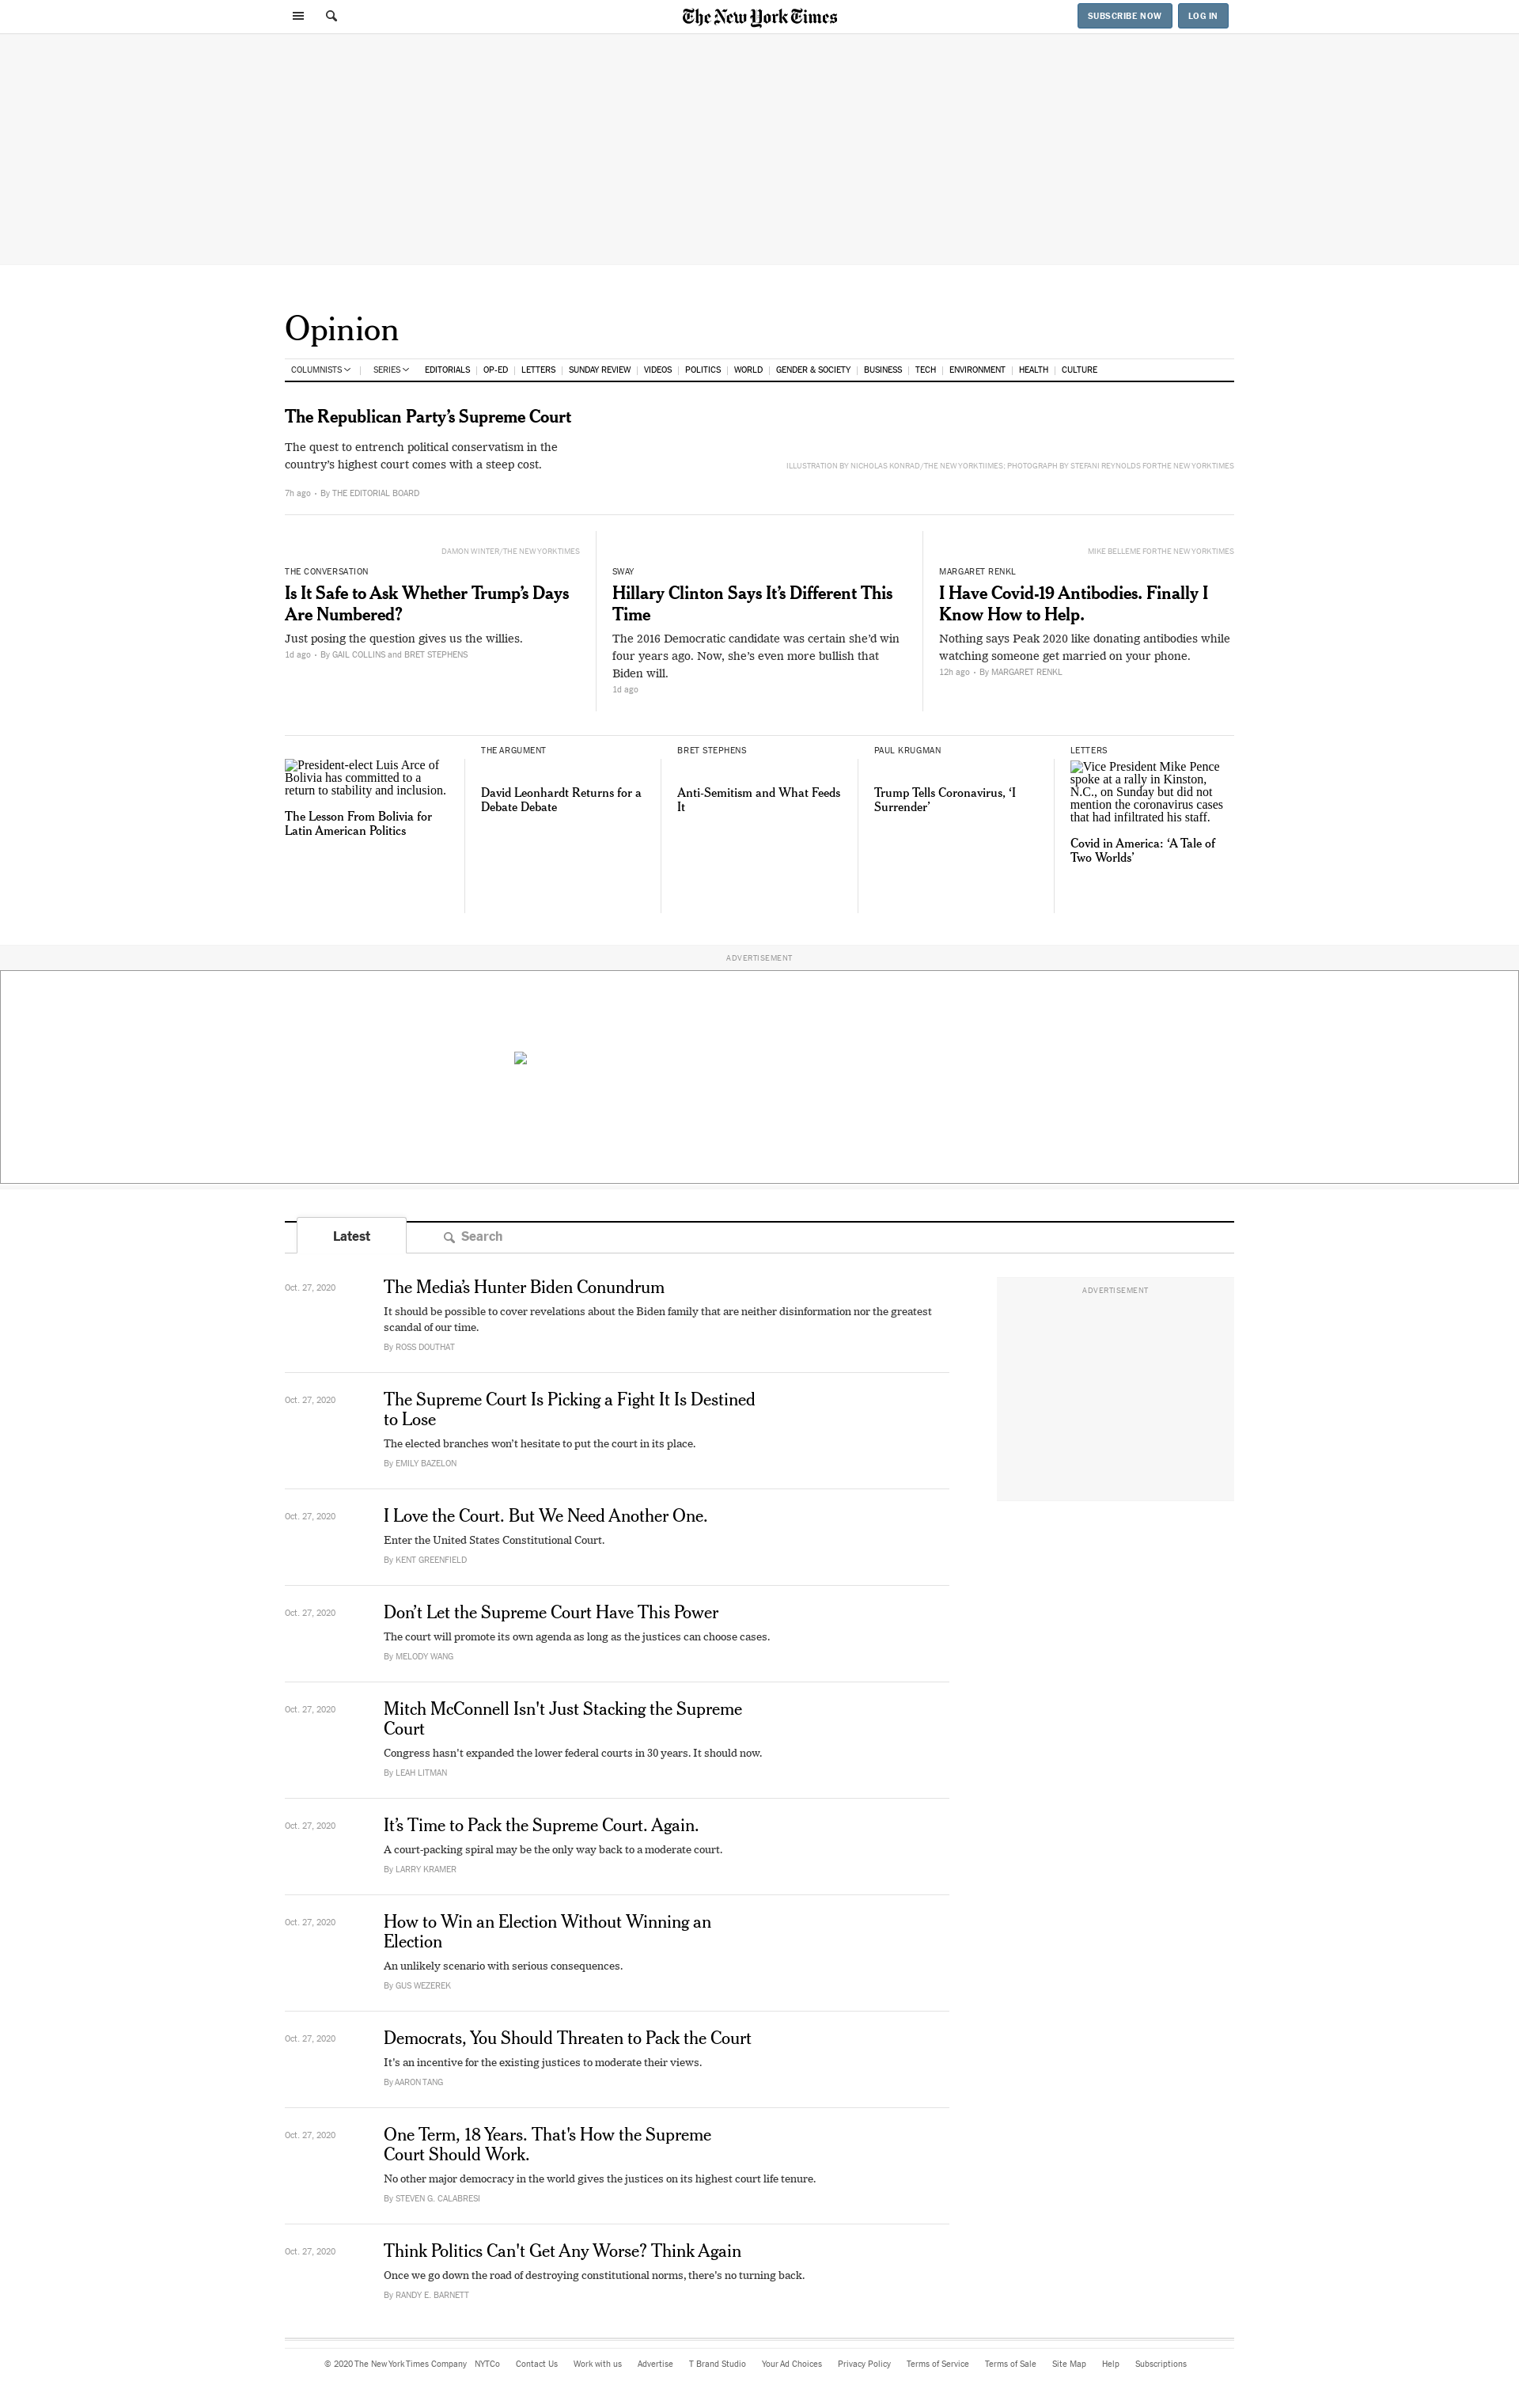 The New York Times
SUBSCRIBE NOW
LOG IN
Opinion
COLUMNISTS
SERIES
EDITORIALS
OP-ED
LETTERS
SUNDAY REVIEW
VIDEOS
POLITICS
WORLD
GENDER & SOCIETY
BUSINESS
TECH
ENVIRONMENT
HEALTH
CULTURE
The Republican Party’s Supreme Court
The quest to entrench political conservatism in the
country’s highest court comes with a steep cost.
ILLUSTRATION BY NICHOLAS KONRAD/THE NEW YORK TIIMES; PHOTOGRAPH BY STEFANI REYNOLDS FOR THE NEW YORK TIMES
7h ago • By THE EDITORIAL BOARD
DAMON WINTER/THE NEW YORK TIMES
THE CONVERSATION
Is It Safe to Ask Whether Trump’s Days
Are Numbered?
Just posing the question gives us the willies.
1d ago • By GAIL COLLINS and BRET STEPHENS
SWAY
Hillary Clinton Says It’s Different This
Time
The 2016 Democratic candidate was certain she’d win
four years ago. Now, she’s even more bullish that
Biden will.
1d ago
MIKE BELLEME FOR THE NEW YORK TIMES
MARGARET RENKL
I Have Covid-19 Antibodies. Finally I
Know How to Help.
Nothing says Peak 2020 like donating antibodies while
watching someone get married on your phone.
12h ago • By MARGARET RENKL
President-elect Luis Arce of
Bolivia has committed to a
return to stability and inclusion.
The Lesson From Bolivia for
Latin American Politics
THE ARGUMENT
David Leonhardt Returns for a
Debate Debate
BRET STEPHENS
Anti-Semitism and What Feeds
It
PAUL KRUGMAN
Trump Tells Coronavirus, ‘I
Surrender’
LETTERS
Vice President Mike Pence
spoke at a rally in Kinston,
N.C., on Sunday but did not
mention the coronavirus cases
that had infiltrated his staff.
Covid in America: ‘A Tale of
Two Worlds’
ADVERTISEMENT
Latest
Search
ADVERTISEMENT
Oct. 27, 2020
The Media’s Hunter Biden Conundrum
It should be possible to cover revelations about the Biden family that are neither disinformation nor the greatest
scandal of our time.
By ROSS DOUTHAT
Oct. 27, 2020
The Supreme Court Is Picking a Fight It Is Destined
to Lose
The elected branches won’t hesitate to put the court in its place.
By EMILY BAZELON
Oct. 27, 2020
I Love the Court. But We Need Another One.
Enter the United States Constitutional Court.
By KENT GREENFIELD
Oct. 27, 2020
Don’t Let the Supreme Court Have This Power
The court will promote its own agenda as long as the justices can choose cases.
By MELODY WANG
Oct. 27, 2020
Mitch McConnell Isn't Just Stacking the Supreme
Court
Congress hasn’t expanded the lower federal courts in 30 years. It should now.
By LEAH LITMAN
Oct. 27, 2020
It’s Time to Pack the Supreme Court. Again.
A court-packing spiral may be the only way back to a moderate court.
By LARRY KRAMER
Oct. 27, 2020
How to Win an Election Without Winning an
Election
An unlikely scenario with serious consequences.
By GUS WEZEREK
Oct. 27, 2020
Democrats, You Should Threaten to Pack the Court
It’s an incentive for the existing justices to moderate their views.
By AARON TANG
Oct. 27, 2020
One Term, 18 Years. That's How the Supreme
Court Should Work.
No other major democracy in the world gives the justices on its highest court life tenure.
By STEVEN G. CALABRESI
Oct. 27, 2020
Think Politics Can't Get Any Worse? Think Again
Once we go down the road of destroying constitutional norms, there’s no turning back.
By RANDY E. BARNETT
© 2020 The New York Times Company
NYTCo
Contact Us
Work with us
Advertise
T Brand Studio
Your Ad Choices
Privacy Policy
Terms of Service
Terms of Sale
Site Map
Help
Subscriptions